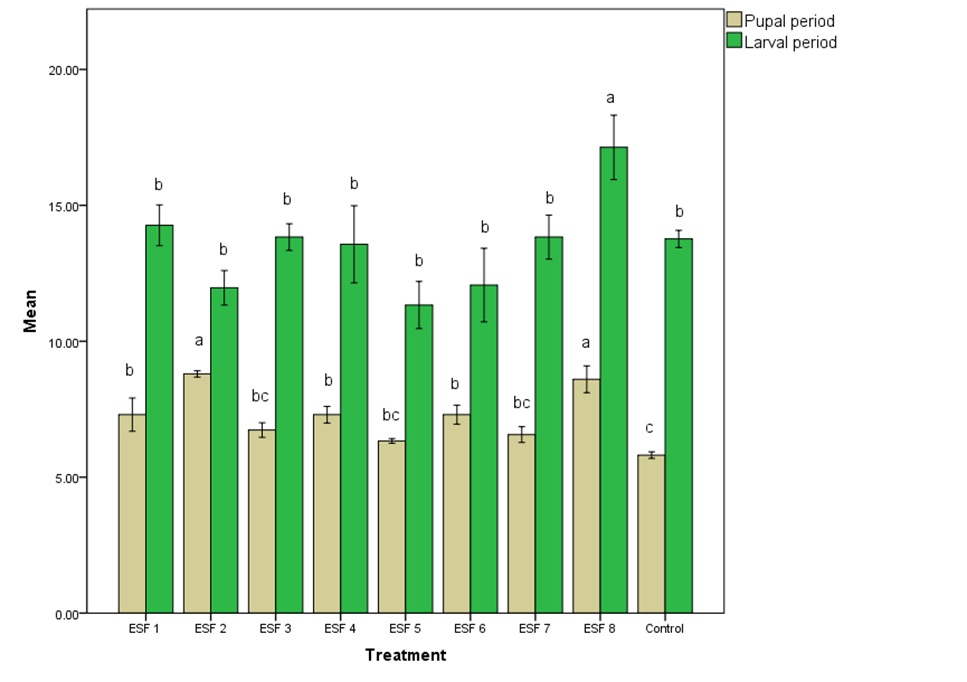 Pupal period
Larval period
20.00
15.00
10.00
5.00
0.00
Mean
b b
a b
bc b
b b
bc b
b b
bc b
a a
c b
ESF 1 ESF 2 ESF 3 ESF 4 ESF 5 ESF 6 ESF 7 ESF 8 Control
Treatment